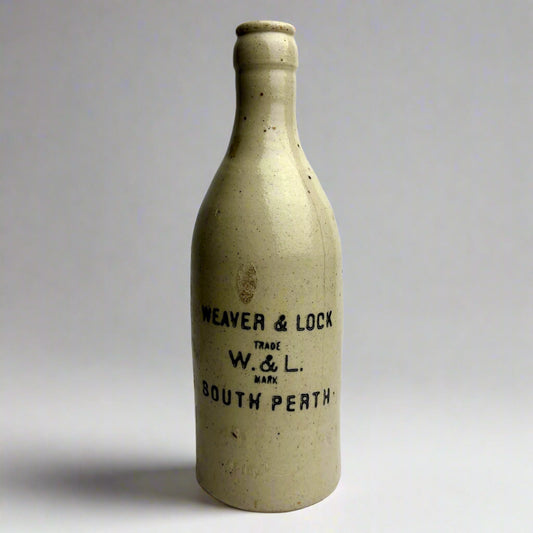 WEAVER & LOCK
TRADE
W. & L.
MARK
SOUTH PERTH.